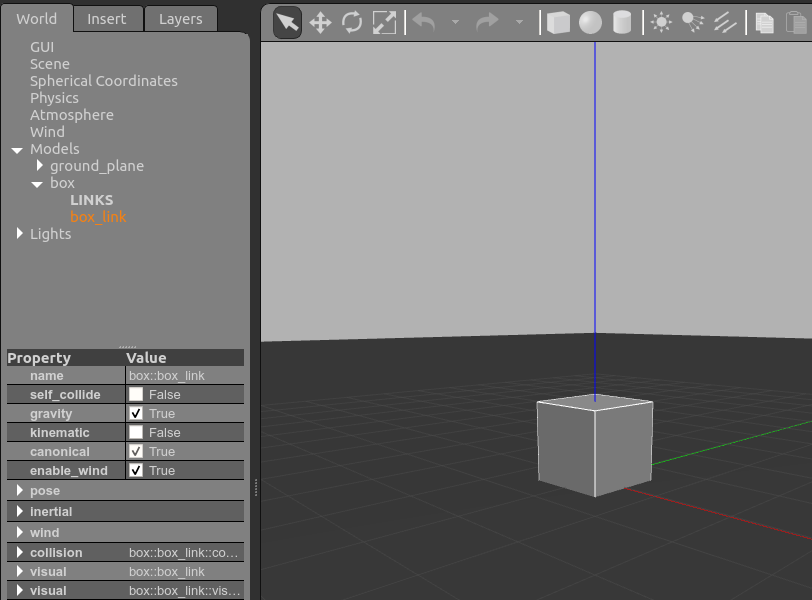 World Insert Layers
GUI
Scene
Spherical Coordinates
Physics
Atmosphere
Wind
Models
ground_plane
box
LINKS
box_link
Lights
Property Value
name box::box_link
self_collide False
gravity True
kinematic False
canonical True
enable_wind True
pose
inertial
wind
collision box::box_link::co...
visual box::box_link
visual box::box_link::vis...